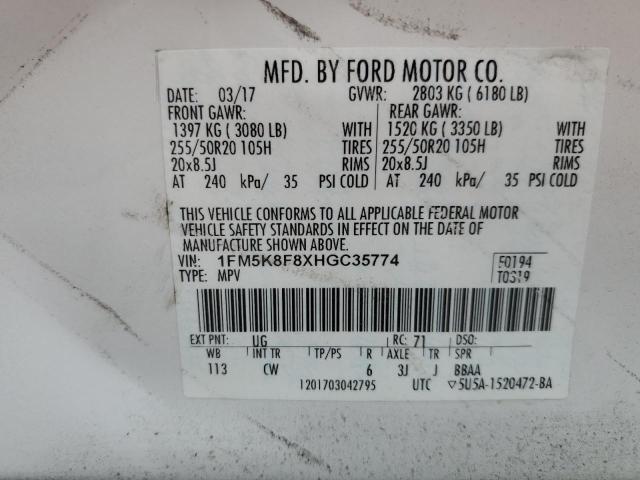 MFD. BY FORD MOTOR CO.
DATE: 03/17 GVWR: 2803 KG ( 6180 LB)
FRONT GAWR: REAR GAWR:
1397 KG ( 3080 LB) WITH 1520 KG ( 3350 LB) WITH
255/50R20 105H TIRES 255/50R20 105H TIRES
20x8.5J RIMS 20x8.5J RIMS
AT 240 kPa/ 35 PSI COLD AT 240 kPa/ 35 PSI COLD
THIS VEHICLE CONFORMS TO ALL APPLICABLE FEDERAL MOTOR
VEHICLE SAFETY STANDARDS IN EFFECT ON THE DATE OF
MANUFACTURE SHOWN ABOVE.
VIN: 1FM5K8F8XHGC35774 F0194
TYPE: MPV T0319
EXT PNT: UG RC: 71 DSO:
WB INT TR TP/PS R AXLE TR SPR
113 CW 6 3J J BBAA
1201703042795 UTC ▽5U5A-1520472-BA